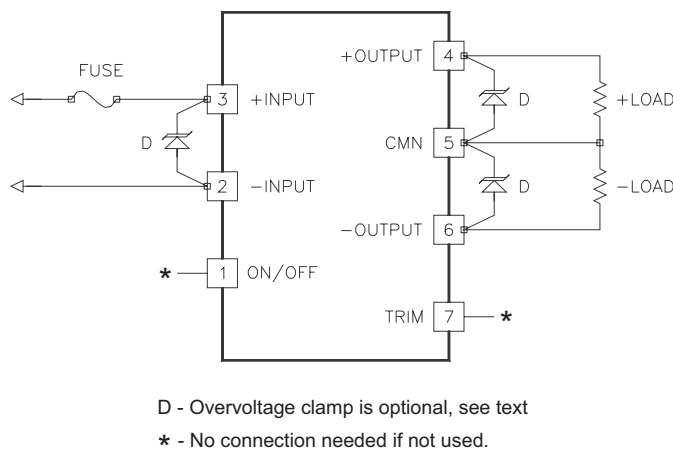 +OUTPUT 4
FUSE
D
+LOAD
3 +INPUT
D
CMN 5
2 -INPUT
D
-LOAD
-OUTPUT 6
* 1 ON/OFF
TRIM 7 *
D - Overvoltage clamp is optional, see text
* - No connection needed if not used.